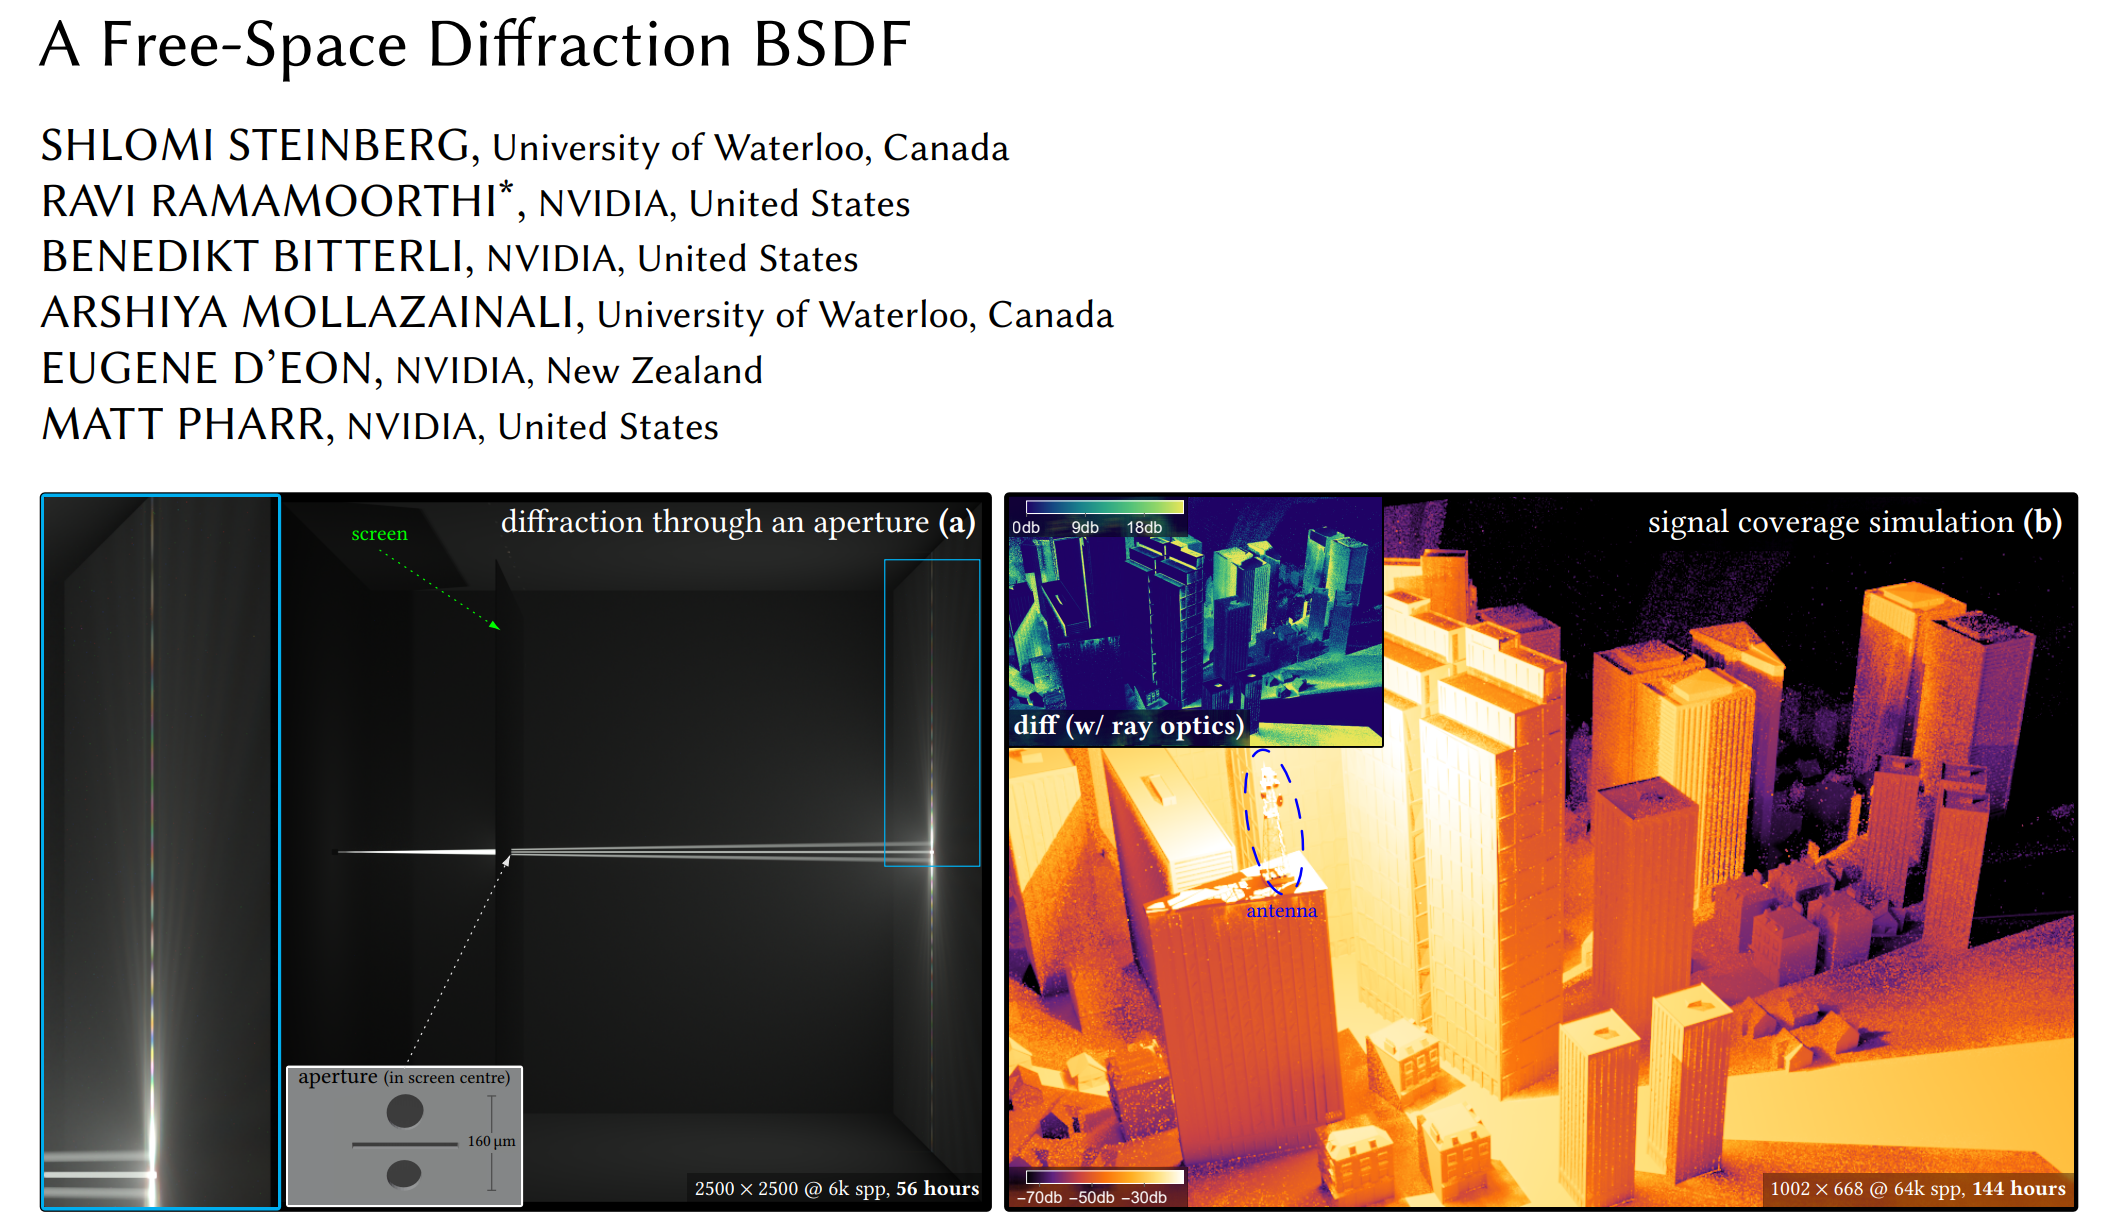 A Free-Space Diffraction BSDF
SHLOMI STEINBERG, University of Waterloo, Canada
RAVI RAMAMOORTHI*, NVIDIA, United States
BENEDIKT BITTERLI, NVIDIA, United States
ARSHIYA MOLLAZAINALI, University of Waterloo, Canada
EUGENE D’EON, NVIDIA, New Zealand
MATT PHARR, NVIDIA, United States
screen
diffraction through an aperture (a)
aperture (in screen centre)
160 μm
2500 × 2500 @ 6k spp, 56 hours
0db 9db 18db
diff (w/ ray optics)
signal coverage simulation (b)
antenna
−70db −50db −30db
1002 × 668 @ 64k spp, 144 hours